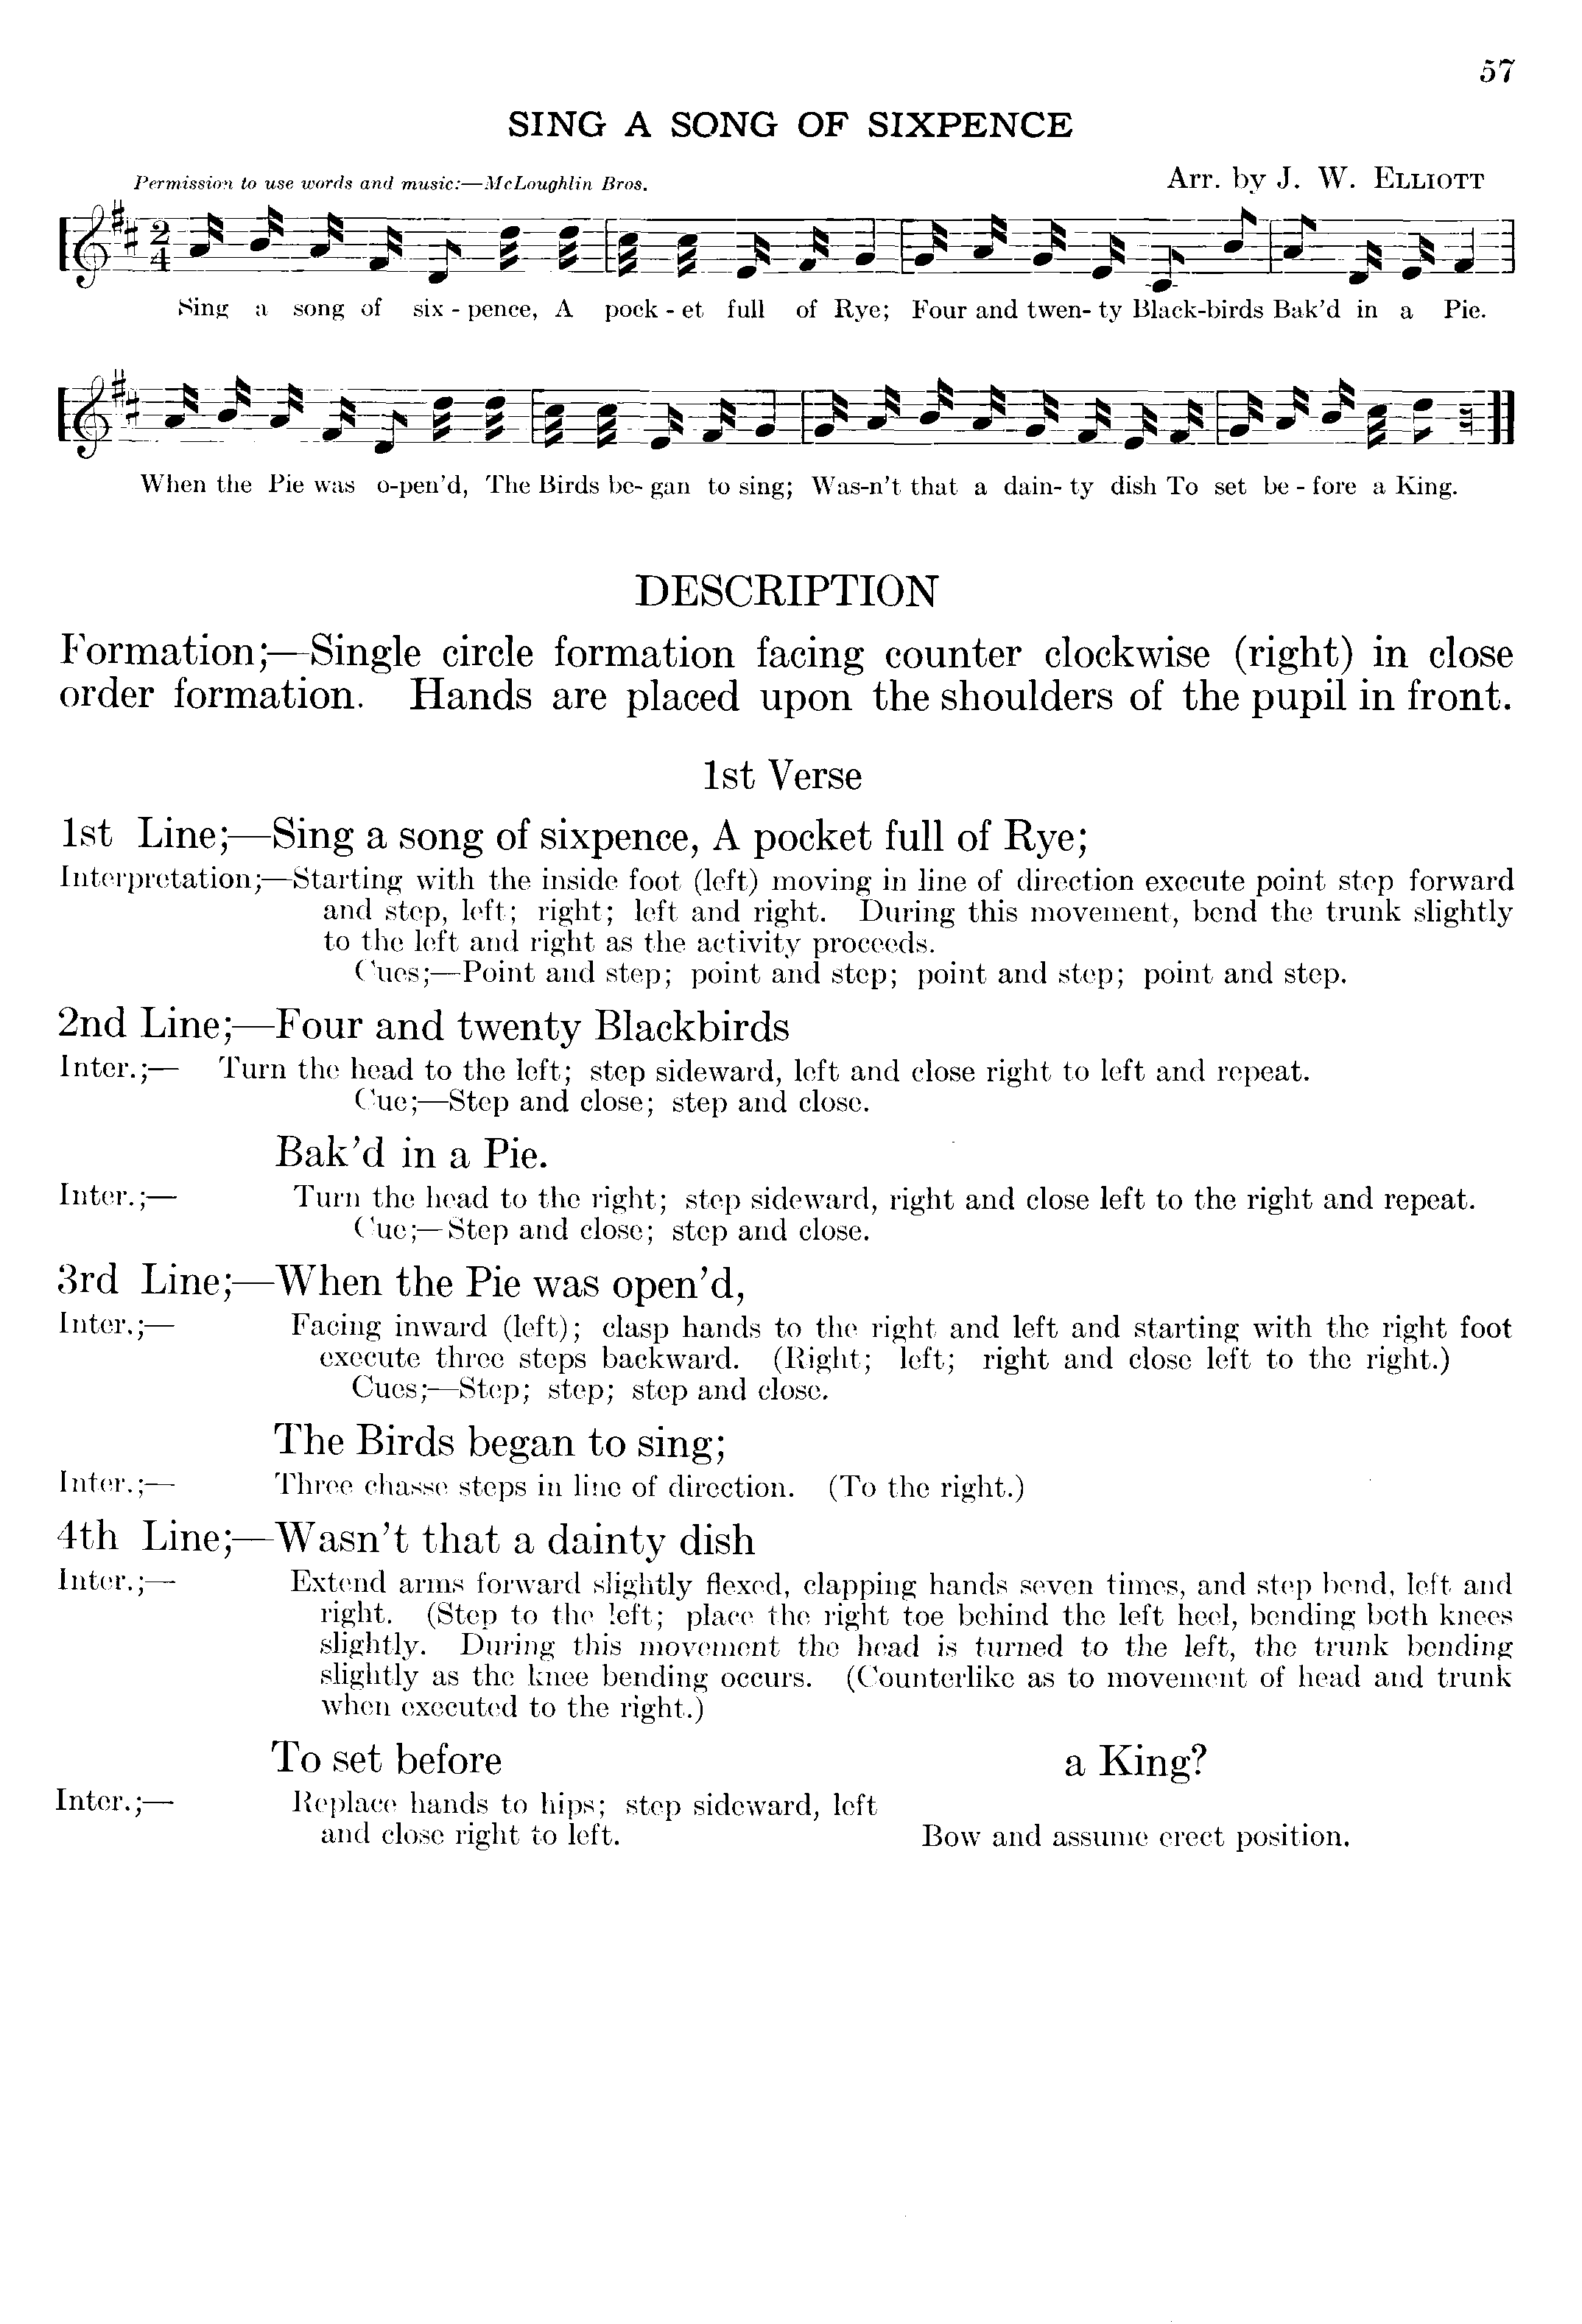 57
SING A SONG OF SIXPENCE
Permission to use words and music:—McLoughlin Bros.
Arr. by J. W. ELLIOTT
2
4
Sing a song of six - pence, A pock - et full of Rye; Four and twen- ty Black-birds Bak'd in a Pie.
When the Pie was o-pen'd, The Birds be- gan to sing; Was-n't that a dain- ty dish To set be - fore a King.
DESCRIPTION
Formation;—Single circle formation facing counter clockwise (right) in close
order formation. Hands are placed upon the shoulders of the pupil in front.
1st Verse
1st Line;—Sing a song of sixpence, A pocket full of Rye;
Interpretation;—Starting with the inside foot (left) moving in line of direction execute point step forward
and step, left; right; left and right. During this movement, bend the trunk slightly
to the left and right as the activity proceeds.
Cues;—Point and step; point and step; point and step; point and step.
2nd Line;—Four and twenty Blackbirds
Inter.;— Turn the head to the left; step sideward, left and close right to left and repeat.
Cue;—Step and close; step and close.
Bak'd in a Pie.
Inter.;— Turn the head to the right; step sideward, right and close left to the right and repeat.
Cue;—Step and close; step and close.
3rd Line;—When the Pie was open'd,
Inter.;— Facing inward (left); clasp hands to the right and left and starting with the right foot
execute three steps backward. (Right; left; right and close left to the right.)
Cues;—Step; step; step and close.
The Birds began to sing;
Inter.;— Three chasse steps in line of direction. (To the right.)
4th Line;—Wasn't that a dainty dish
Inter.;— Extend arms forward slightly flexed, clapping hands seven times, and step bend, left and
right. (Step to the left; place the right toe behind the left heel, bending both knees
slightly. During this movement the head is turned to the left, the trunk bending
slightly as the knee bending occurs. (Counterlike as to movement of head and trunk
when executed to the right.)
To set before a King?
Inter.;— Replace hands to hips; step sideward, left
and close right to left. Bow and assume erect position.